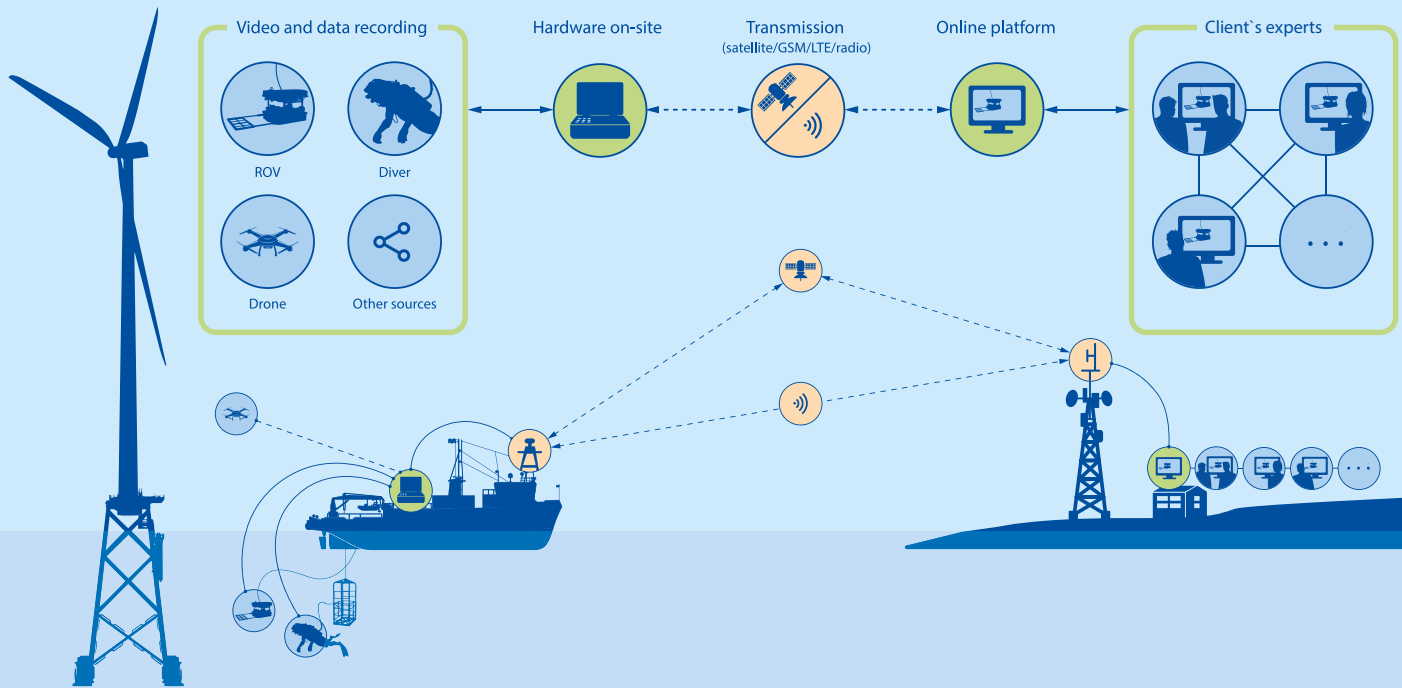 Video and data recording
Hardware on-site
Transmission
(satellite/GSM/LTE/radio)
Online platform
Client`s experts
ROV
Diver
Drone
Other sources